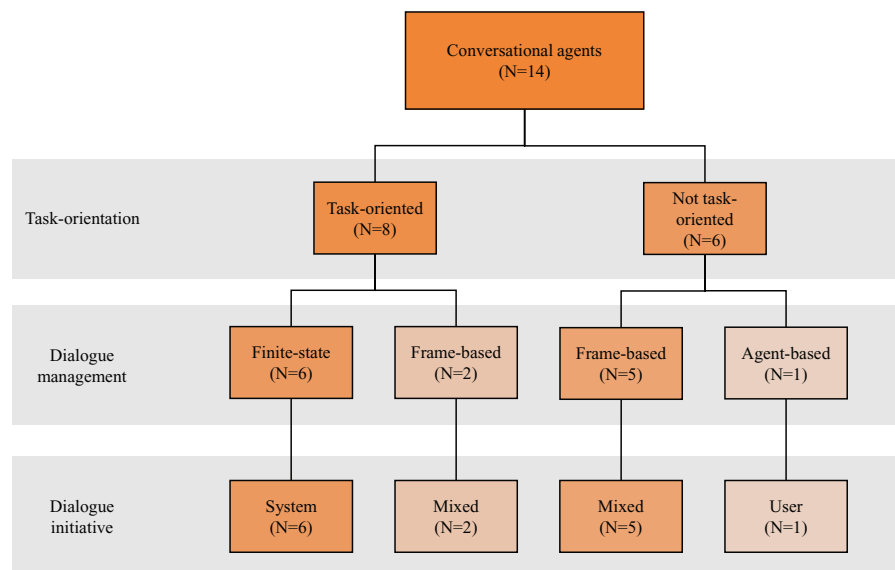 Conversational agents
(N=14)
Task-orientation
Task-oriented
(N=8)
Not task-
oriented
(N=6)
Dialogue
management
Finite-state
(N=6)
Frame-based
(N=2)
Frame-based
(N=5)
Agent-based
(N=1)
Dialogue
initiative
System
(N=6)
Mixed
(N=2)
Mixed
(N=5)
User
(N=1)